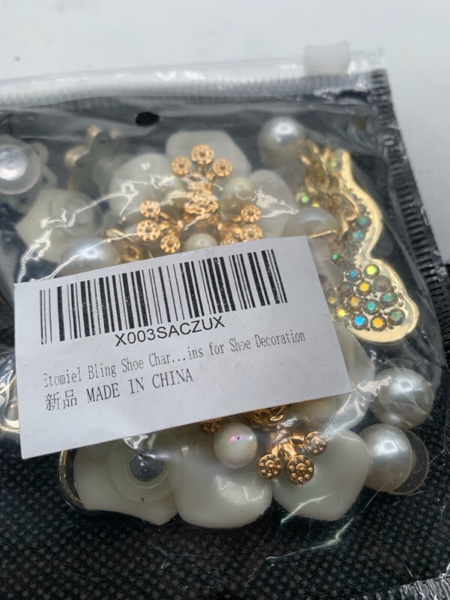 X003SACZUX
Etomiel Bling Shoe Char...ins for Shoe Decoration
新品 MADE IN CHINA